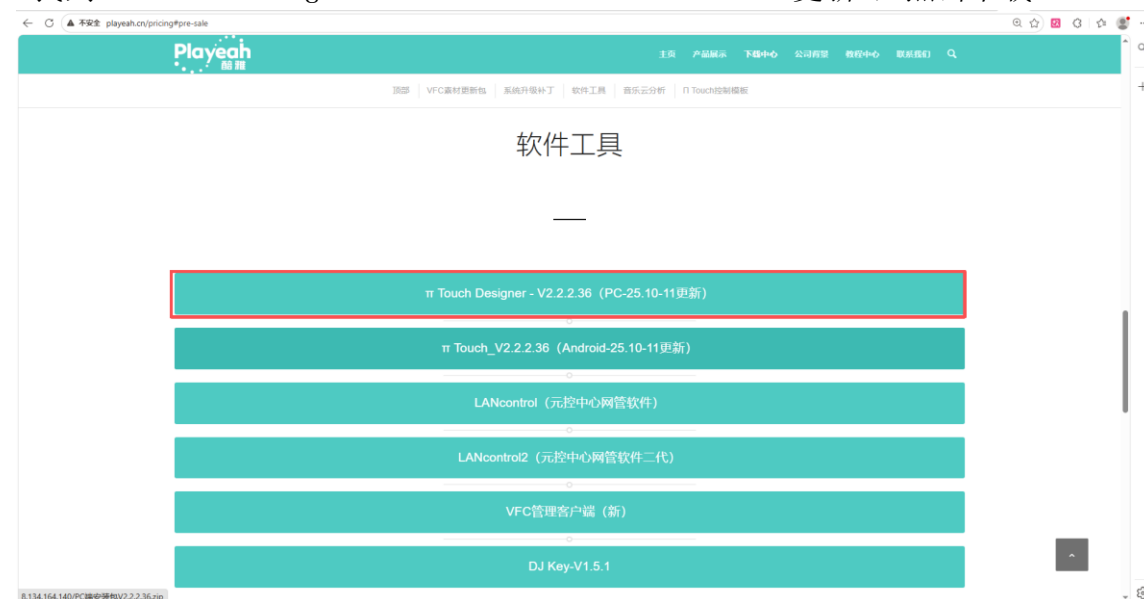 不安全 playeah.cn/pricing#pre-sale
Playeah
酷雅
主页 产品展示 下载中心 公司背景 教程中心 联系我们
顶部 VFC素材更新包 系统升级补丁 软件工具 音乐云分析 Π Touch控制模板
软件工具
π Touch Designer - V2.2.2.36（PC-25.10-11更新）
π Touch_V2.2.2.36（Android-25.10-11更新）
LANcontrol（元控中心网管软件）
LANcontrol2（元控中心网管软件二代）
VFC管理客户端（新）
DJ Key-V1.5.1
8.134.164.140/PC端安装包V2.2.2.36.zip